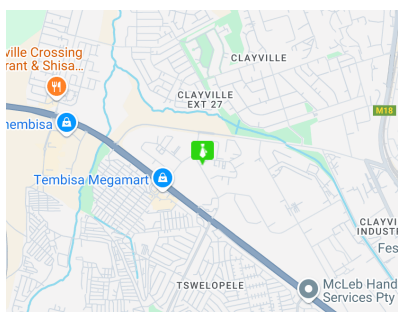 CLAYVILLE
ville Crossing
rant & Shisa...
CLAYVILLE
EXT 27
M18
hembisa
Tembisa Megamart
CLAYVI
INDUSTR
Fes
McLeb Hand
Services Pty
TSWELOPELE